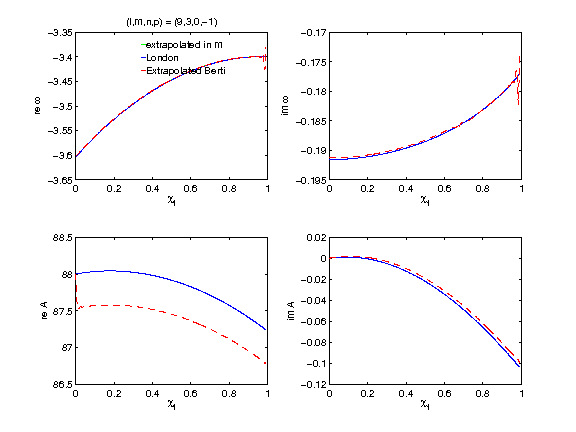 (l,m,n,p) = (9,3,0,−1)
−3.35
−3.4
−3.45
−3.5
−3.55
−3.6
−3.65
re ω
extrapolated in M
London
Extrapolated Berti
0 0.2 0.4 0.6 0.8 1
χf
−0.17
−0.175
−0.18
−0.185
−0.19
−0.195
im ω
0 0.2 0.4 0.6 0.8 1
χf
88.5
88
87.5
87
86.5
re A
0 0.2 0.4 0.6 0.8 1
χf
0.02
0
−0.02
−0.04
−0.06
−0.08
−0.1
−0.12
im A
0 0.2 0.4 0.6 0.8 1
χf